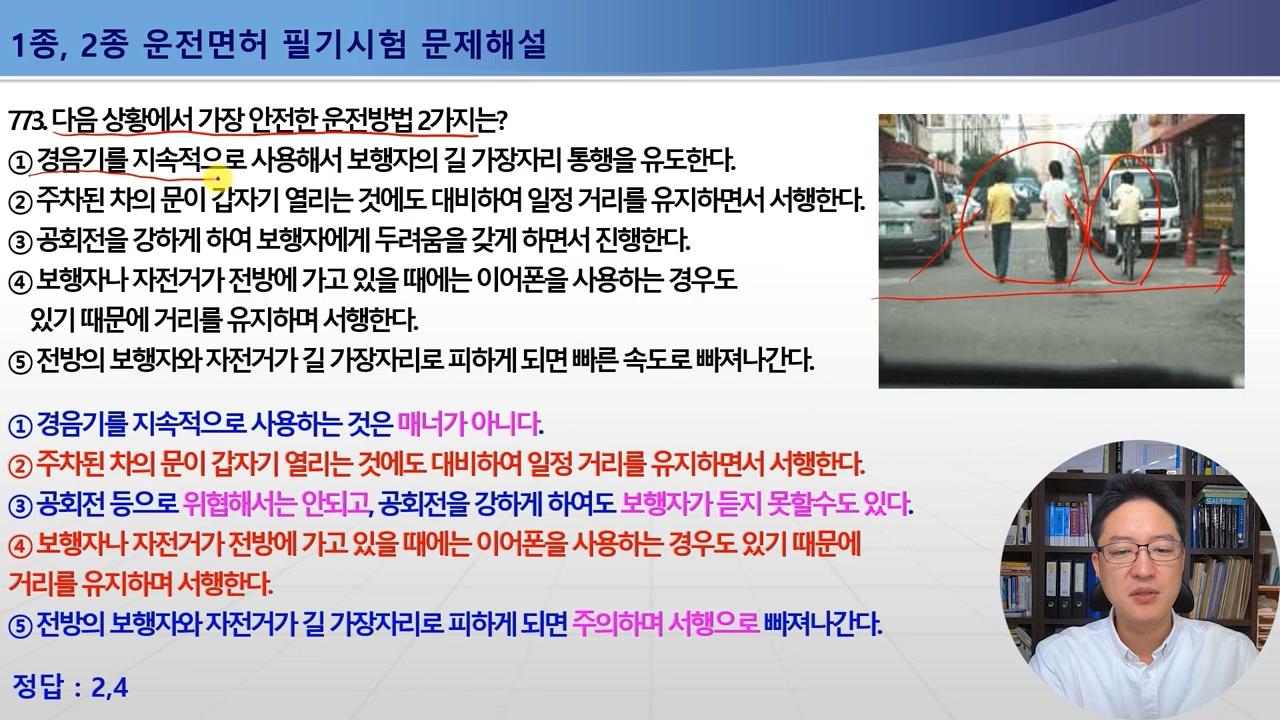 1종, 2종 운전면허 필기시험 문제해설
773. 다음 상황에서 가장 안전한 운전방법 2가지는?
① 경음기를 지속적으로 사용해서 보행자의 길 가장자리 통행을 유도한다.
② 주차된 차의 문이 갑자기 열리는 것에도 대비하여 일정 거리를 유지하면서 서행한다.
③ 공회전을 강하게 하여 보행자에게 두려움을 갖게 하면서 진행한다.
④ 보행자나 자전거가 전방에 가고 있을 때에는 이어폰을 사용하는 경우도
있기 때문에 거리를 유지하며 서행한다.
⑤ 전방의 보행자와 자전거가 길 가장자리로 피하게 되면 빠른 속도로 빠져나간다.
① 경음기를 지속적으로 사용하는 것은 매너가 아니다.
② 주차된 차의 문이 갑자기 열리는 것에도 대비하여 일정 거리를 유지하면서 서행한다.
③ 공회전 등으로 위협해서는 안되고, 공회전을 강하게 하여도 보행자가 듣지 못할수도 있다.
④ 보행자나 자전거가 전방에 가고 있을 때에는 이어폰을 사용하는 경우도 있기 때문에
거리를 유지하며 서행한다.
⑤ 전방의 보행자와 자전거가 길 가장자리로 피하게 되면 주의하며 서행으로 빠져나간다.
정답 : 2,4